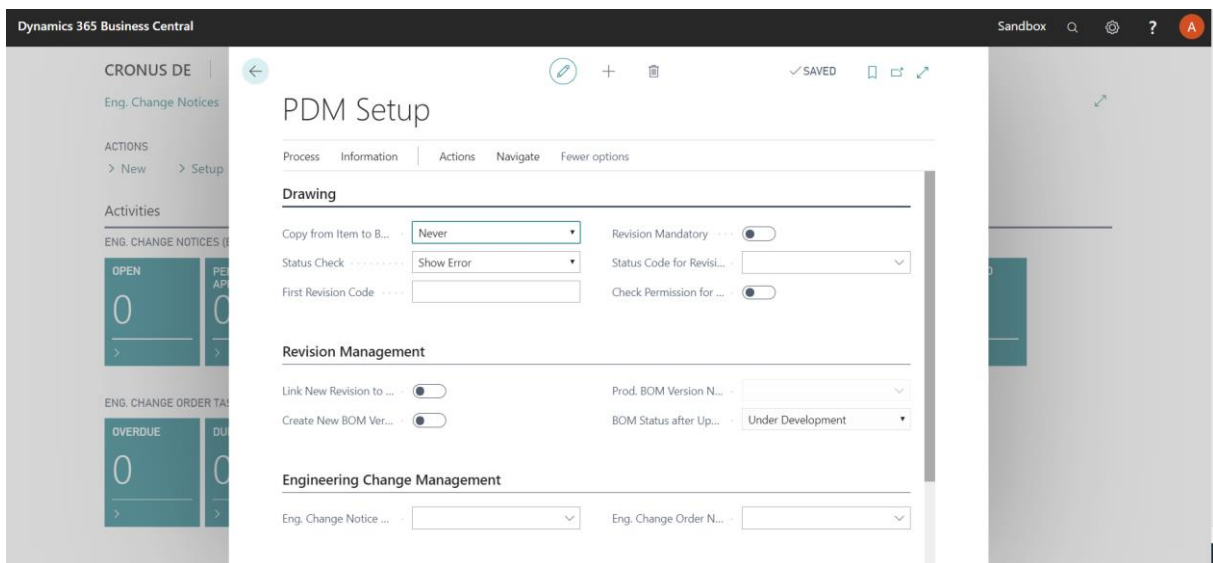 Dynamics 365 Business Central Sandbox ? A
CRONUS DE
SAVED
Eng. Change Notices
PDM Setup
ACTIONS
> New > Setup
Process Information Actions Navigate Fewer options
Drawing
Activities
Copy from Item to B... Never Revision Mandatory
ENG. CHANGE NOTICES
Status Check Show Error Status Code for Revisi...
OPEN
First Revision Code Check Permission for ...
0
Revision Management
Link New Revision to ... Prod. BOM Version N...
ENG. CHANGE ORDER
Create New BOM Ver... BOM Status after Up... Under Development
OVERDUE
0
Engineering Change Management
Eng. Change Notice ... Eng. Change Order N...